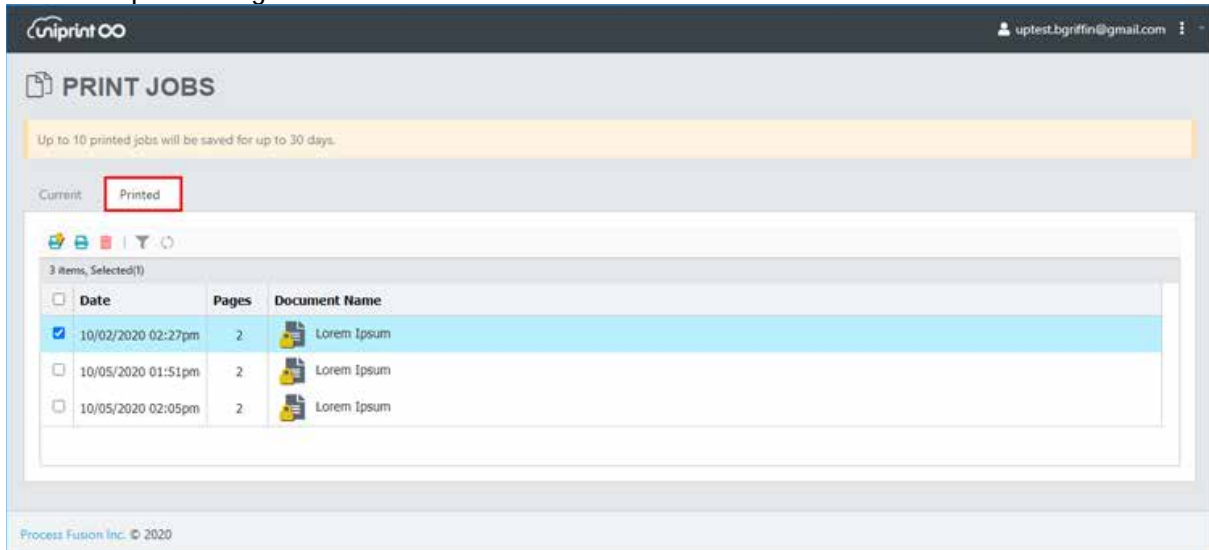 uniprint
uptest.bgriffin@gmail.com
PRINT JOBS
Up to 10 printed jobs will be saved for up to 30 days.
Current Printed
3 items, Selected(1)
Date Pages Document Name
10/02/2020 02:27pm 2 Lorem Ipsum
10/05/2020 01:51pm 2 Lorem Ipsum
10/05/2020 02:05pm 2 Lorem Ipsum
Process Fusion Inc. © 2020